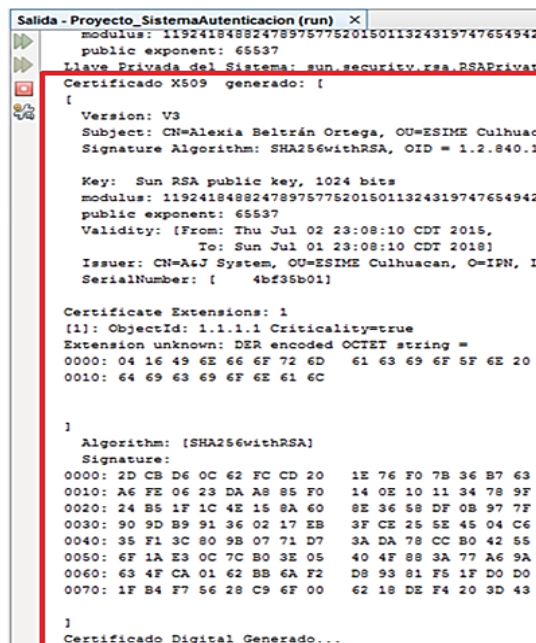 Salida - Proyecto_SistemaAutenticacion (run) ×
modulus: 119241848824789757752015011324319747654942
public exponent: 65537
Llave Privada del Sistema: sun.security.rsa.RSAPrivat
Certificado X509 generado: [
[
Version: V3
Subject: CN=Alexia Beltrán Ortega, OU=ESIME Culhuac
Signature Algorithm: SHA256withRSA, OID = 1.2.840.1
Key: Sun RSA public key, 1024 bits
modulus: 119241848824789757752015011324319747654942
public exponent: 65537
Validity: [From: Thu Jul 02 23:08:10 CDT 2015,
To: Sun Jul 01 23:08:10 CDT 2018]
Issuer: CN=A&J System, OU=ESIME Culhuacan, O=IPN, I
SerialNumber: [ 4bf35b01]
Certificate Extensions: 1
[1]: ObjectId: 1.1.1.1 Criticality=true
Extension unknown: DER encoded OCTET string =
0000: 04 16 49 6E 66 6F 72 6D 61 63 69 6F 5F 6E 20
0010: 64 69 63 69 6F 6E 61 6C
]
Algorithm: [SHA256withRSA]
Signature:
0000: 2D CB D6 0C 62 FC CD 20 1E 76 F0 7B 36 B7 63
0010: A6 FE 06 23 DA A8 85 F0 14 0E 10 11 34 78 9F
0020: 24 B5 1F 1C 4E 15 8A 60 8E 36 58 DF 0B 97 7F
0030: 90 9D B9 91 36 02 17 EB 3F CE 25 5E 45 04 C6
0040: 35 F1 3C 80 9B 07 71 D7 3A DA 78 CC B0 42 55
0050: 6F 1A E3 0C 7C B0 3E 05 40 4F 88 3A 77 A6 9A
0060: 63 4F CA 01 62 BB 6A F2 D8 93 81 F5 1F D0 D0
0070: 1F B4 F7 56 28 C9 6F 00 62 18 DE F4 20 3D 43
]
Certificado Digital Generado...